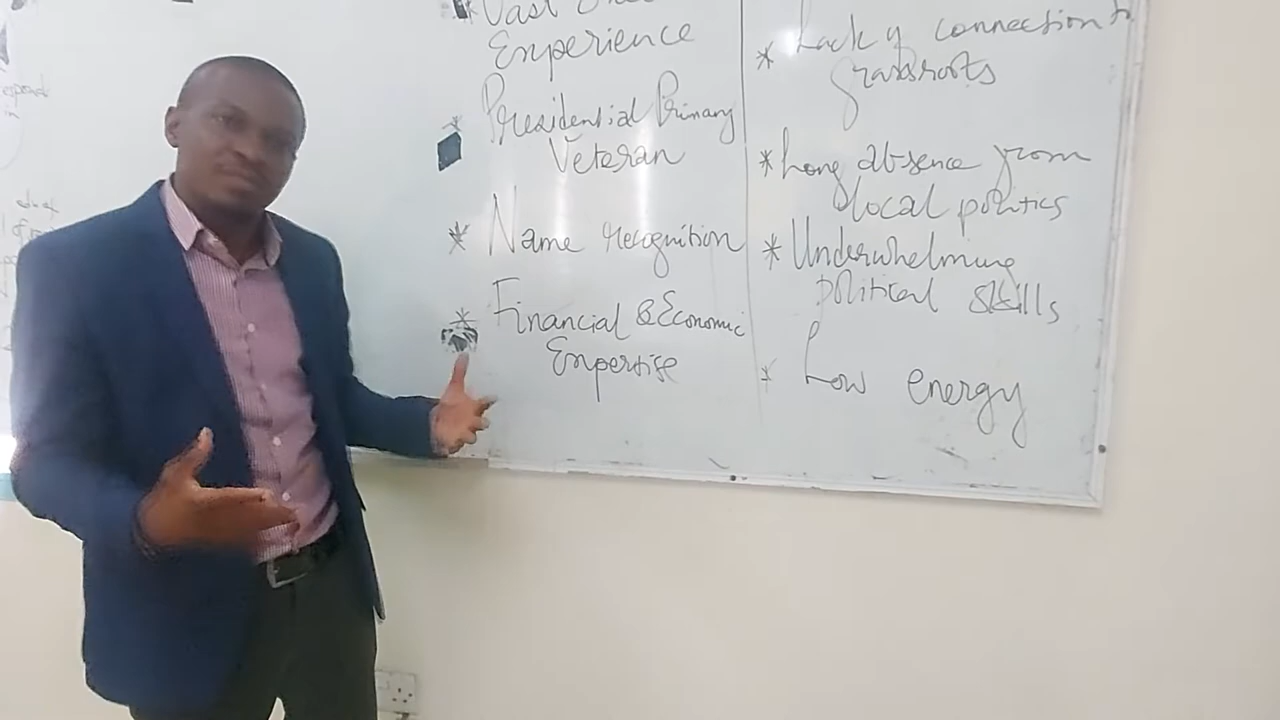 Vast
Experience
* Presidential Primary
Veteran
* Name recognition
* Financial & Economic
Expertise
* Lack of connection to
grassroots
* Long absence from
local politics
* Underwhelming
political skills
* Low energy